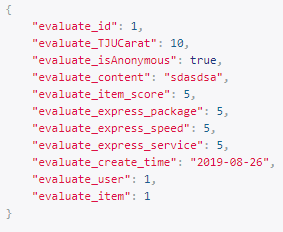 {
"evaluate_id": 1,
"evaluate_TJUCarat": 10,
"evaluate_isAnonymous": true,
"evaluate_content": "sdasdsa",
"evaluate_item_score": 5,
"evaluate_express_package": 5,
"evaluate_express_speed": 5,
"evaluate_express_service": 5,
"evaluate_create_time": "2019-08-26",
"evaluate_user": 1,
"evaluate_item": 1
}